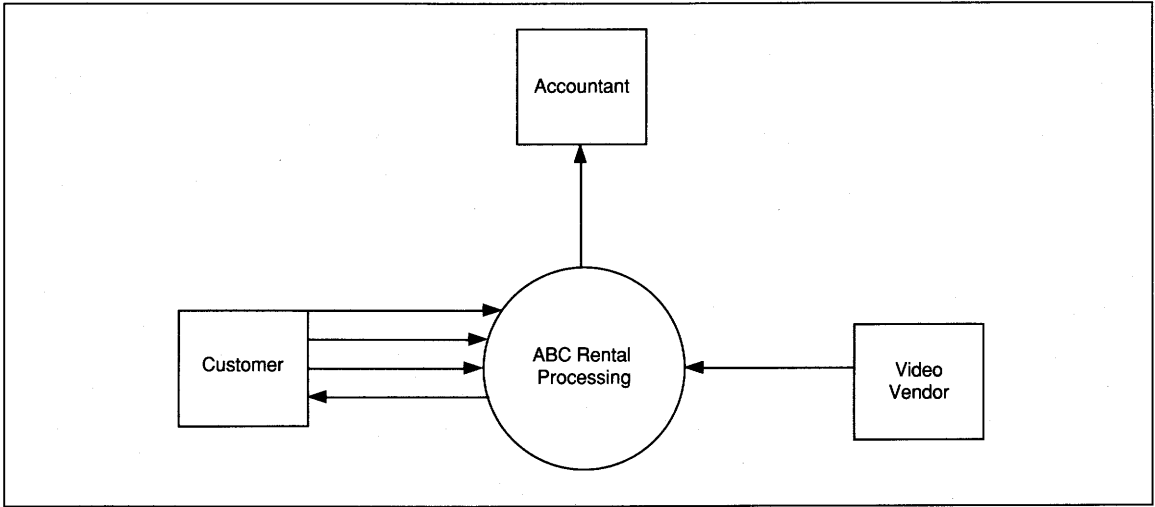 Accountant
Customer
ABC Rental
Processing
Video
Vendor